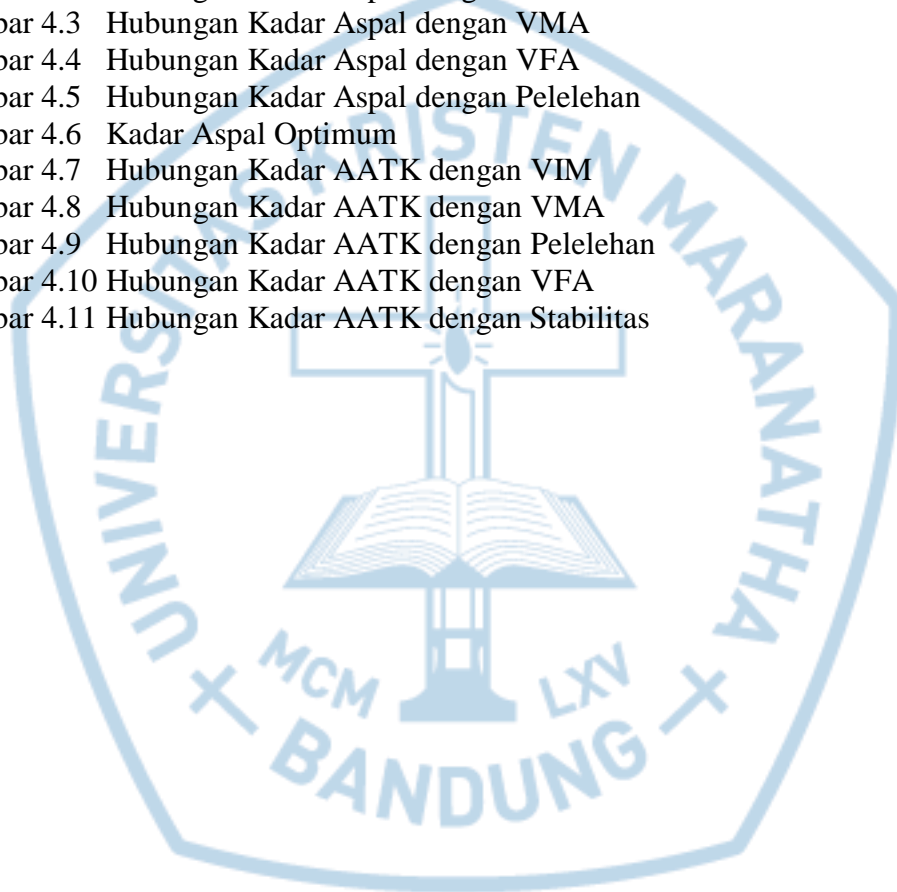 bar 4.3 Hubungan Kadar Aspal dengan VMA
bar 4.4 Hubungan Kadar Aspal dengan VFA
bar 4.5 Hubungan Kadar Aspal dengan Pelelehan
bar 4.6 Kadar Aspal Optimum
bar 4.7 Hubungan Kadar AATK dengan VIM
bar 4.8 Hubungan Kadar AATK dengan VMA
bar 4.9 Hubungan Kadar AATK dengan Pelelehan
bar 4.10 Hubungan Kadar AATK dengan VFA
bar 4.11 Hubungan Kadar AATK dengan Stabilitas
UNIVERSITAS KRISTEN MARANATHA
MCM LXV
BANDUNG